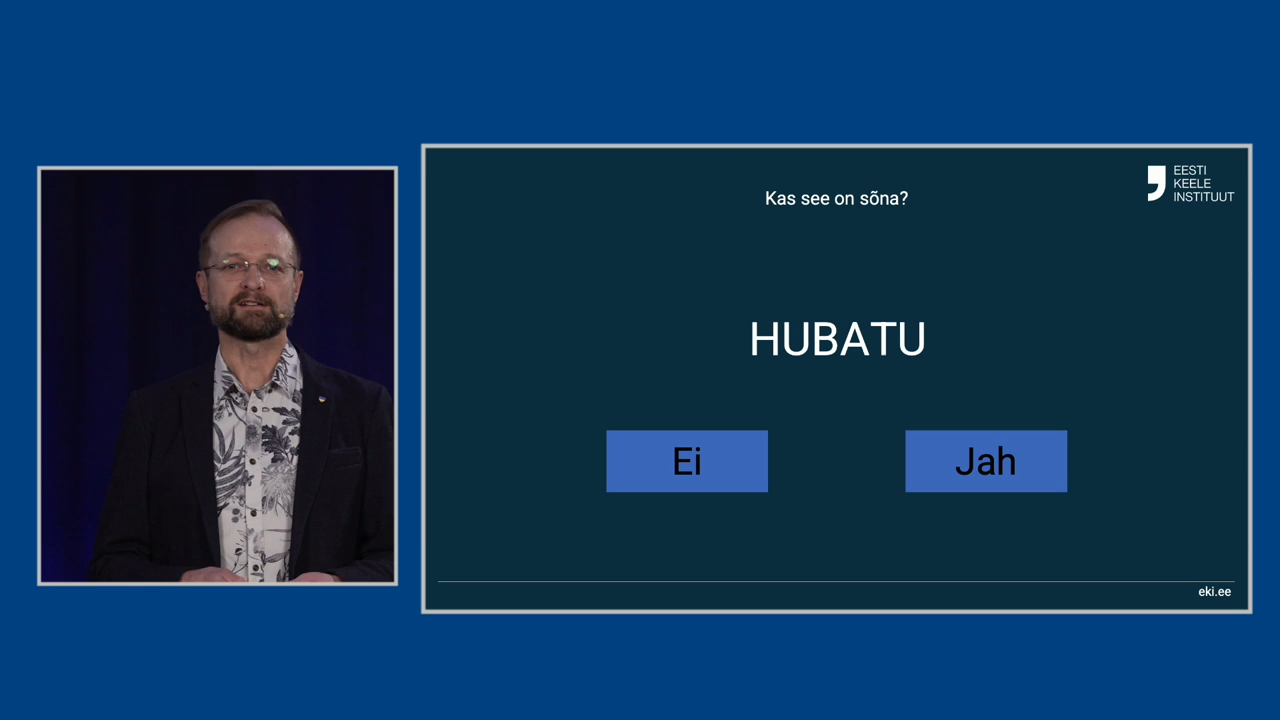 EESTI
KEELE
INSTITUUT
Kas see on sõna?
HUBATU
Ei
Jah
eki.ee